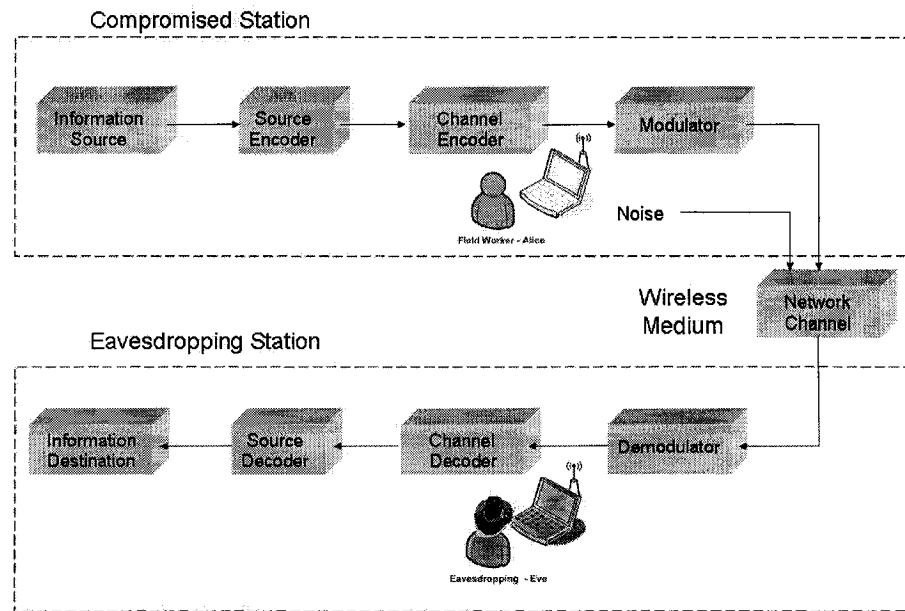 Compromised Station
Information
Source
Source
Encoder
Channel
Encoder
Modulator
Field Worker - Alice
Noise
Wireless
Medium
Network
Channel
Eavesdropping Station
Information
Destination
Source
Decoder
Channel
Decoder
Demodulator
Eavesdropping - Eve